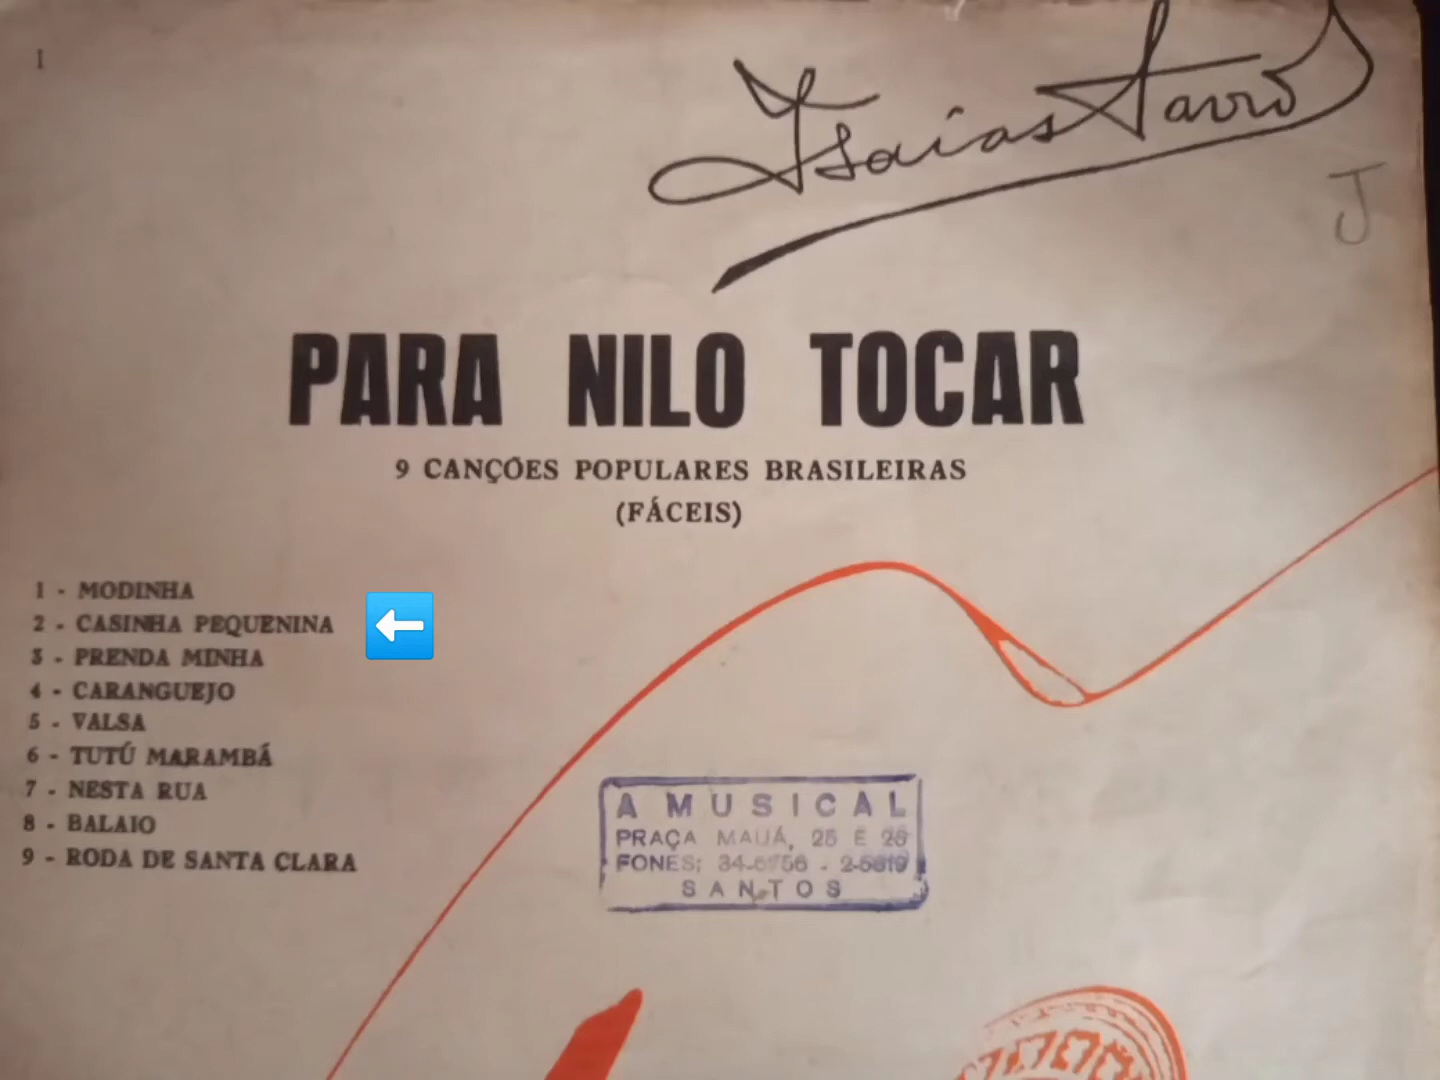 1
Isaias Savio
J
PARA NILO TOCAR
9 CANÇÕES POPULARES BRASILEIRAS
(FÁCEIS)
1 - MODINHA
2 - CASINHA PEQUENINA
3 - PRENDA MINHA
4 - CARANGUEJO
5 - VALSA
6 - TUTÚ MARAMBÁ
7 - NESTA RUA
8 - BALAIO
9 - RODA DE SANTA CLARA
A MUSICAL
PRAÇA MAUÁ, 25 E 26
FONES;
SANTOS